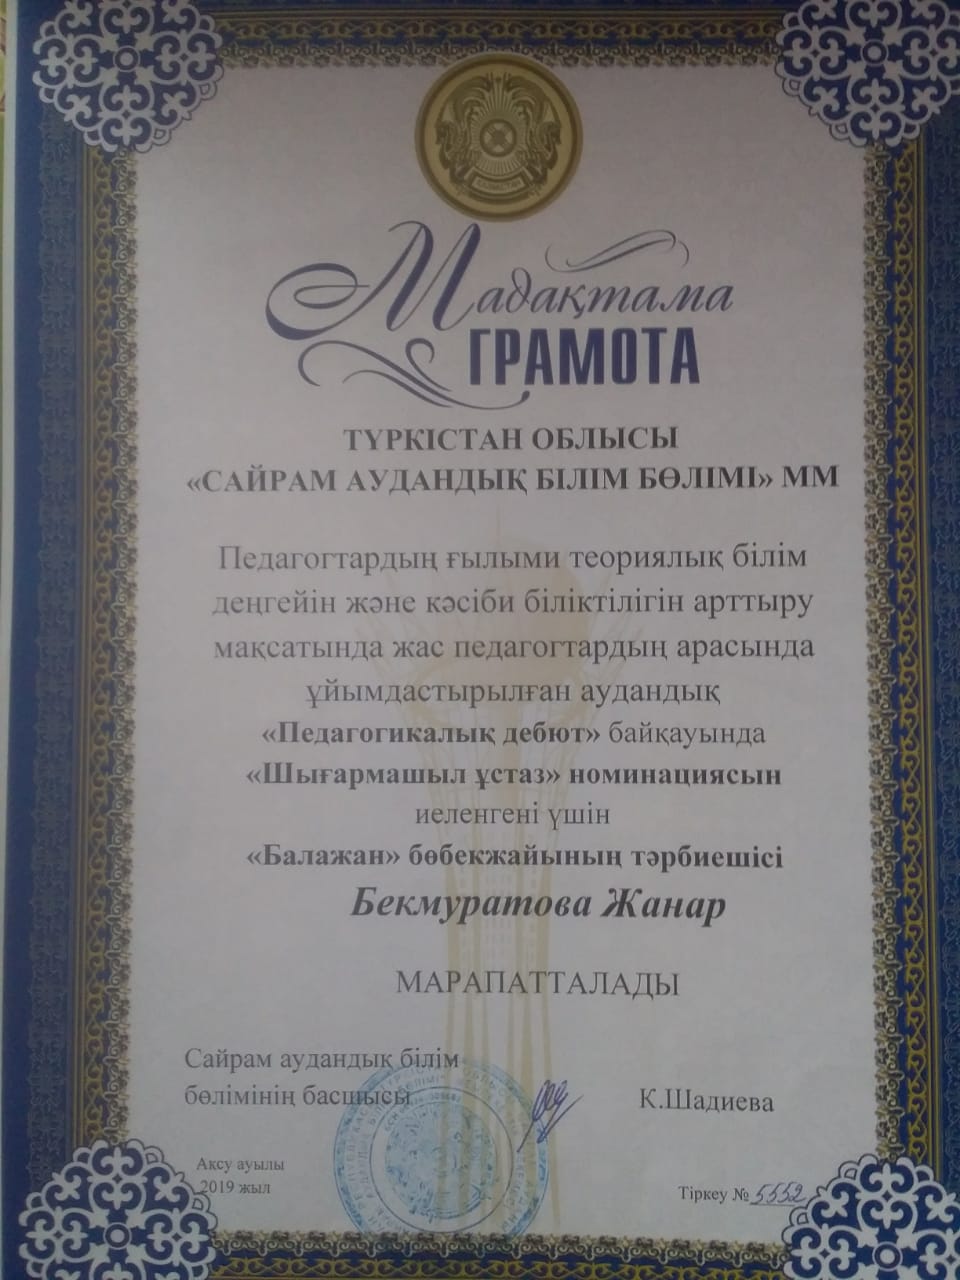 ҚАЗАҚСТАН
Мадақтама
ГРАМОТА
ТҮРКІСТАН ОБЛЫСЫ
«САЙРАМ АУДАНДЫҚ БІЛІМ БӨЛІМІ» ММ
Педагогтардың ғылыми теориялық білім
деңгейін және кәсіби біліктілігін арттыру
мақсатында жас педагогтардың арасында
ұйымдастырылған аудандық
«Педагогикалық дебют» байқауында
«Шығармашыл ұстаз» номинациясын
иеленгені үшін
«Балажан» бөбекжайының тәрбиешісі
Бекмуратова Жанар
МАРАПАТТАЛАДЫ
Сайрам аудандық білім
бөлімінің басшысы
К.Шадиева
Ақсу ауылы
2019 жыл
Тіркеу № 5552